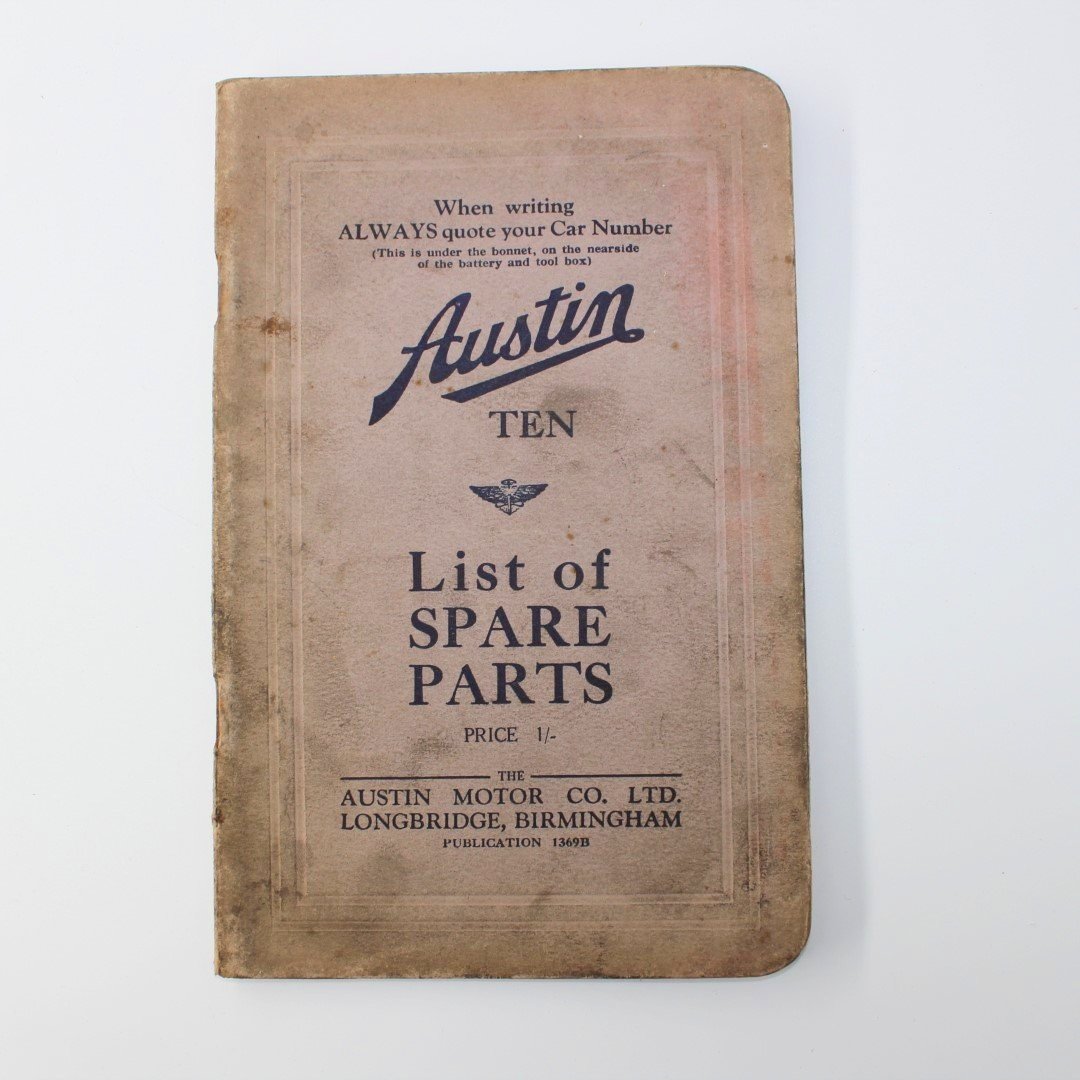 When writing
ALWAYS quote your Car Number
(This is under the bonnet, on the nearside
of the battery and tool box)
Austin
TEN
List of
SPARE
PARTS
PRICE 1/-
THE
AUSTIN MOTOR CO. LTD.
LONGBRIDGE, BIRMINGHAM
PUBLICATION 1369B